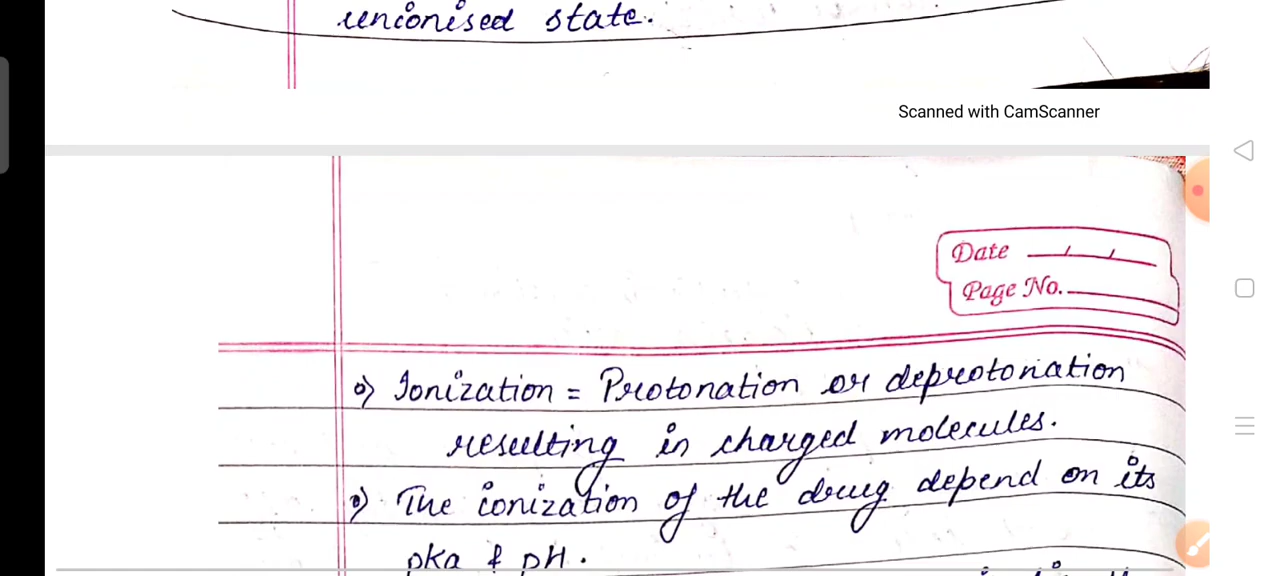 unionised state.
Scanned with CamScanner
Date
Page No.
o) Ionization = Protonation or deprotonation
resulting in charged molecules.
o) The ionization of the drug depend on its
pka & pH.